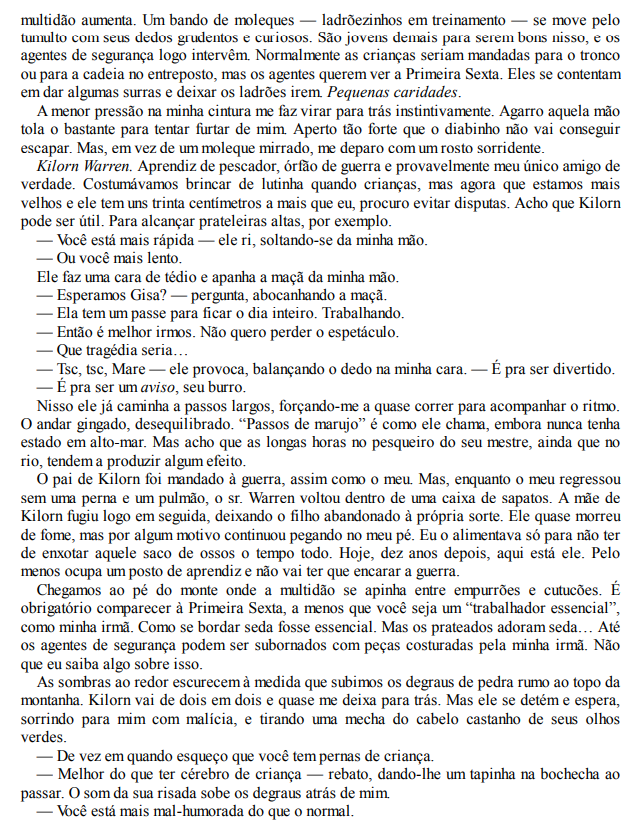 multidão aumenta. Um bando de moleques — ladrõezinhos em treinamento — se move pelo
tumulto com seus dedos grudentos e curiosos. São jovens demais para serem bons nisso, e os
agentes de segurança logo intervêm. Normalmente as crianças seriam mandadas para o tronco
ou para a cadeia no entreposto, mas os agentes querem ver a Primeira Sexta. Eles se contentam
em dar algumas surras e deixar os ladrões irem. Pequenas caridades.
A menor pressão na minha cintura me faz virar para trás instintivamente. Agarro aquela mão
tola o bastante para tentar furtar de mim. Aperto tão forte que o diabinho não vai conseguir
escapar. Mas, em vez de um moleque mirrado, me deparo com um rosto sorridente.
Kilorn Warren. Aprendiz de pescador, órfão de guerra e provavelmente meu único amigo de
verdade. Costumávamos brincar de lutinha quando crianças, mas agora que estamos mais
velhos e ele tem uns trinta centímetros a mais que eu, procuro evitar disputas. Acho que Kilorn
pode ser útil. Para alcançar prateleiras altas, por exemplo.
— Você está mais rápida — ele ri, soltando-se da minha mão.
— Ou você mais lento.
Ele faz uma cara de tédio e apanha a maçã da minha mão.
— Esperamos Gisa? — pergunta, abocanhando a maçã.
— Ela tem um passe para ficar o dia inteiro. Trabalhando.
— Então é melhor irmos. Não quero perder o espetáculo.
— Que tragédia seria…
— Tsc, tsc, Mare — ele provoca, balançando o dedo na minha cara. — É pra ser divertido.
— É pra ser um aviso, seu burro.
Nisso ele já caminha a passos largos, forçando-me a quase correr para acompanhar o ritmo.
O andar gingado, desequilibrado. “Passos de marujo” é como ele chama, embora nunca tenha
estado em alto-mar. Mas acho que as longas horas no pesqueiro do seu mestre, ainda que no
rio, tendem a produzir algum efeito.
O pai de Kilorn foi mandado à guerra, assim como o meu. Mas, enquanto o meu regressou
sem uma perna e um pulmão, o sr. Warren voltou dentro de uma caixa de sapatos. A mãe de
Kilorn fugiu logo em seguida, deixando o filho abandonado à própria sorte. Ele quase morreu
de fome, mas por algum motivo continuou pegando no meu pé. Eu o alimentava só para não ter
de enxotar aquele saco de ossos o tempo todo. Hoje, dez anos depois, aqui está ele. Pelo
menos ocupa um posto de aprendiz e não vai ter que encarar a guerra.
Chegamos ao pé do monte onde a multidão se apinha entre empurrões e cutucões. É
obrigatório comparecer à Primeira Sexta, a menos que você seja um “trabalhador essencial”,
como minha irmã. Como se bordar seda fosse essencial. Mas os prateados adoram seda… Até
os agentes de segurança podem ser subornados com peças costuradas pela minha irmã. Não
que eu saiba algo sobre isso.
As sombras ao redor escurecem à medida que subimos os degraus de pedra rumo ao topo da
montanha. Kilorn vai de dois em dois e quase me deixa para trás. Mas ele se detém e espera,
sorrindo para mim com malícia, e tirando uma mecha do cabelo castanho de seus olhos
verdes.
— De vez em quando esqueço que você tem pernas de criança.
— Melhor do que ter cérebro de criança — rebato, dando-lhe um tapinha na bochecha ao
passar. O som da sua risada sobe os degraus atrás de mim.
— Você está mais mal-humorada do que o normal.